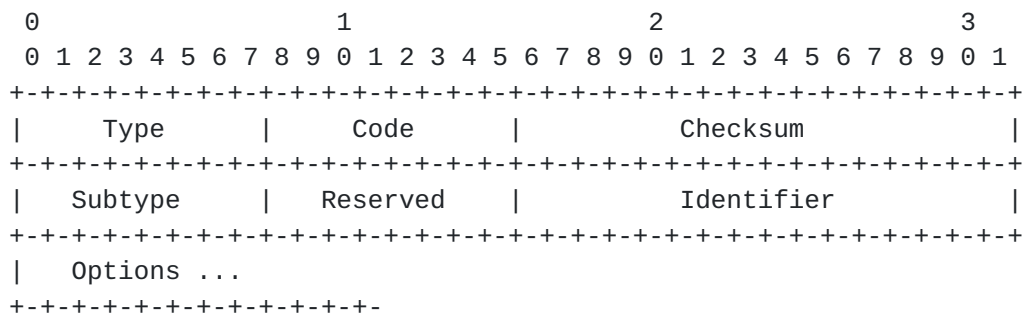 0                   1                   2                   3
 0 1 2 3 4 5 6 7 8 9 0 1 2 3 4 5 6 7 8 9 0 1 2 3 4 5 6 7 8 9 0 1
+-+-+-+-+-+-+-+-+-+-+-+-+-+-+-+-+-+-+-+-+-+-+-+-+-+-+-+-+-+-+-+-+
|     Type      |     Code      |          Checksum             |
+-+-+-+-+-+-+-+-+-+-+-+-+-+-+-+-+-+-+-+-+-+-+-+-+-+-+-+-+-+-+-+-+
|   Subtype     |   Reserved    |          Identifier           |
+-+-+-+-+-+-+-+-+-+-+-+-+-+-+-+-+-+-+-+-+-+-+-+-+-+-+-+-+-+-+-+-+
|   Options ...
+-+-+-+-+-+-+-+-+-+-+-+-